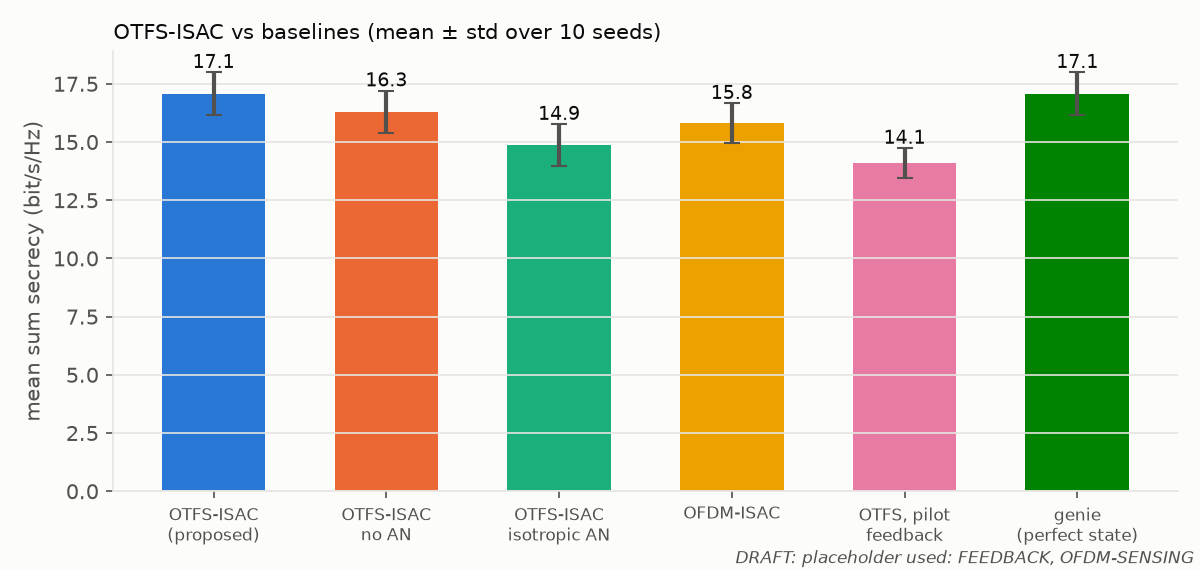 OTFS-ISAC vs baselines (mean ± std over 10 seeds)
mean sum secrecy (bit/s/Hz)
17.5
15.0
12.5
10.0
7.5
5.0
2.5
0.0
17.1
16.3
14.9
15.8
14.1
17.1
OTFS-ISAC
(proposed)
OTFS-ISAC
no AN
OTFS-ISAC
isotropic AN
OFDM-ISAC
OTFS, pilot
feedback
genie
(perfect state)
DRAFT: placeholder used: FEEDBACK, OFDM-SENSING